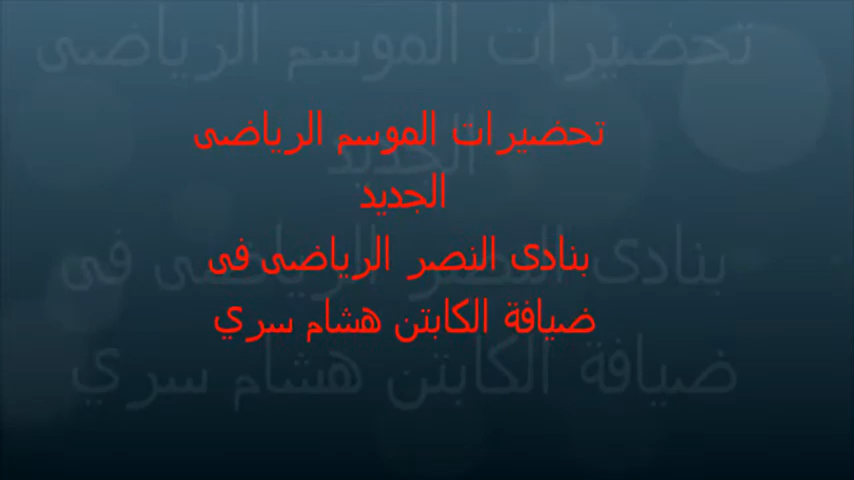 تحضيرات الموسم الرياضى
الجديد
بنادى النصر الرياضى فى
ضيافة الكابتن هشام سري